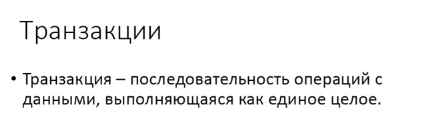 Транзакции
• Транзакция – последовательность операций с
данными, выполняющаяся как единое целое.